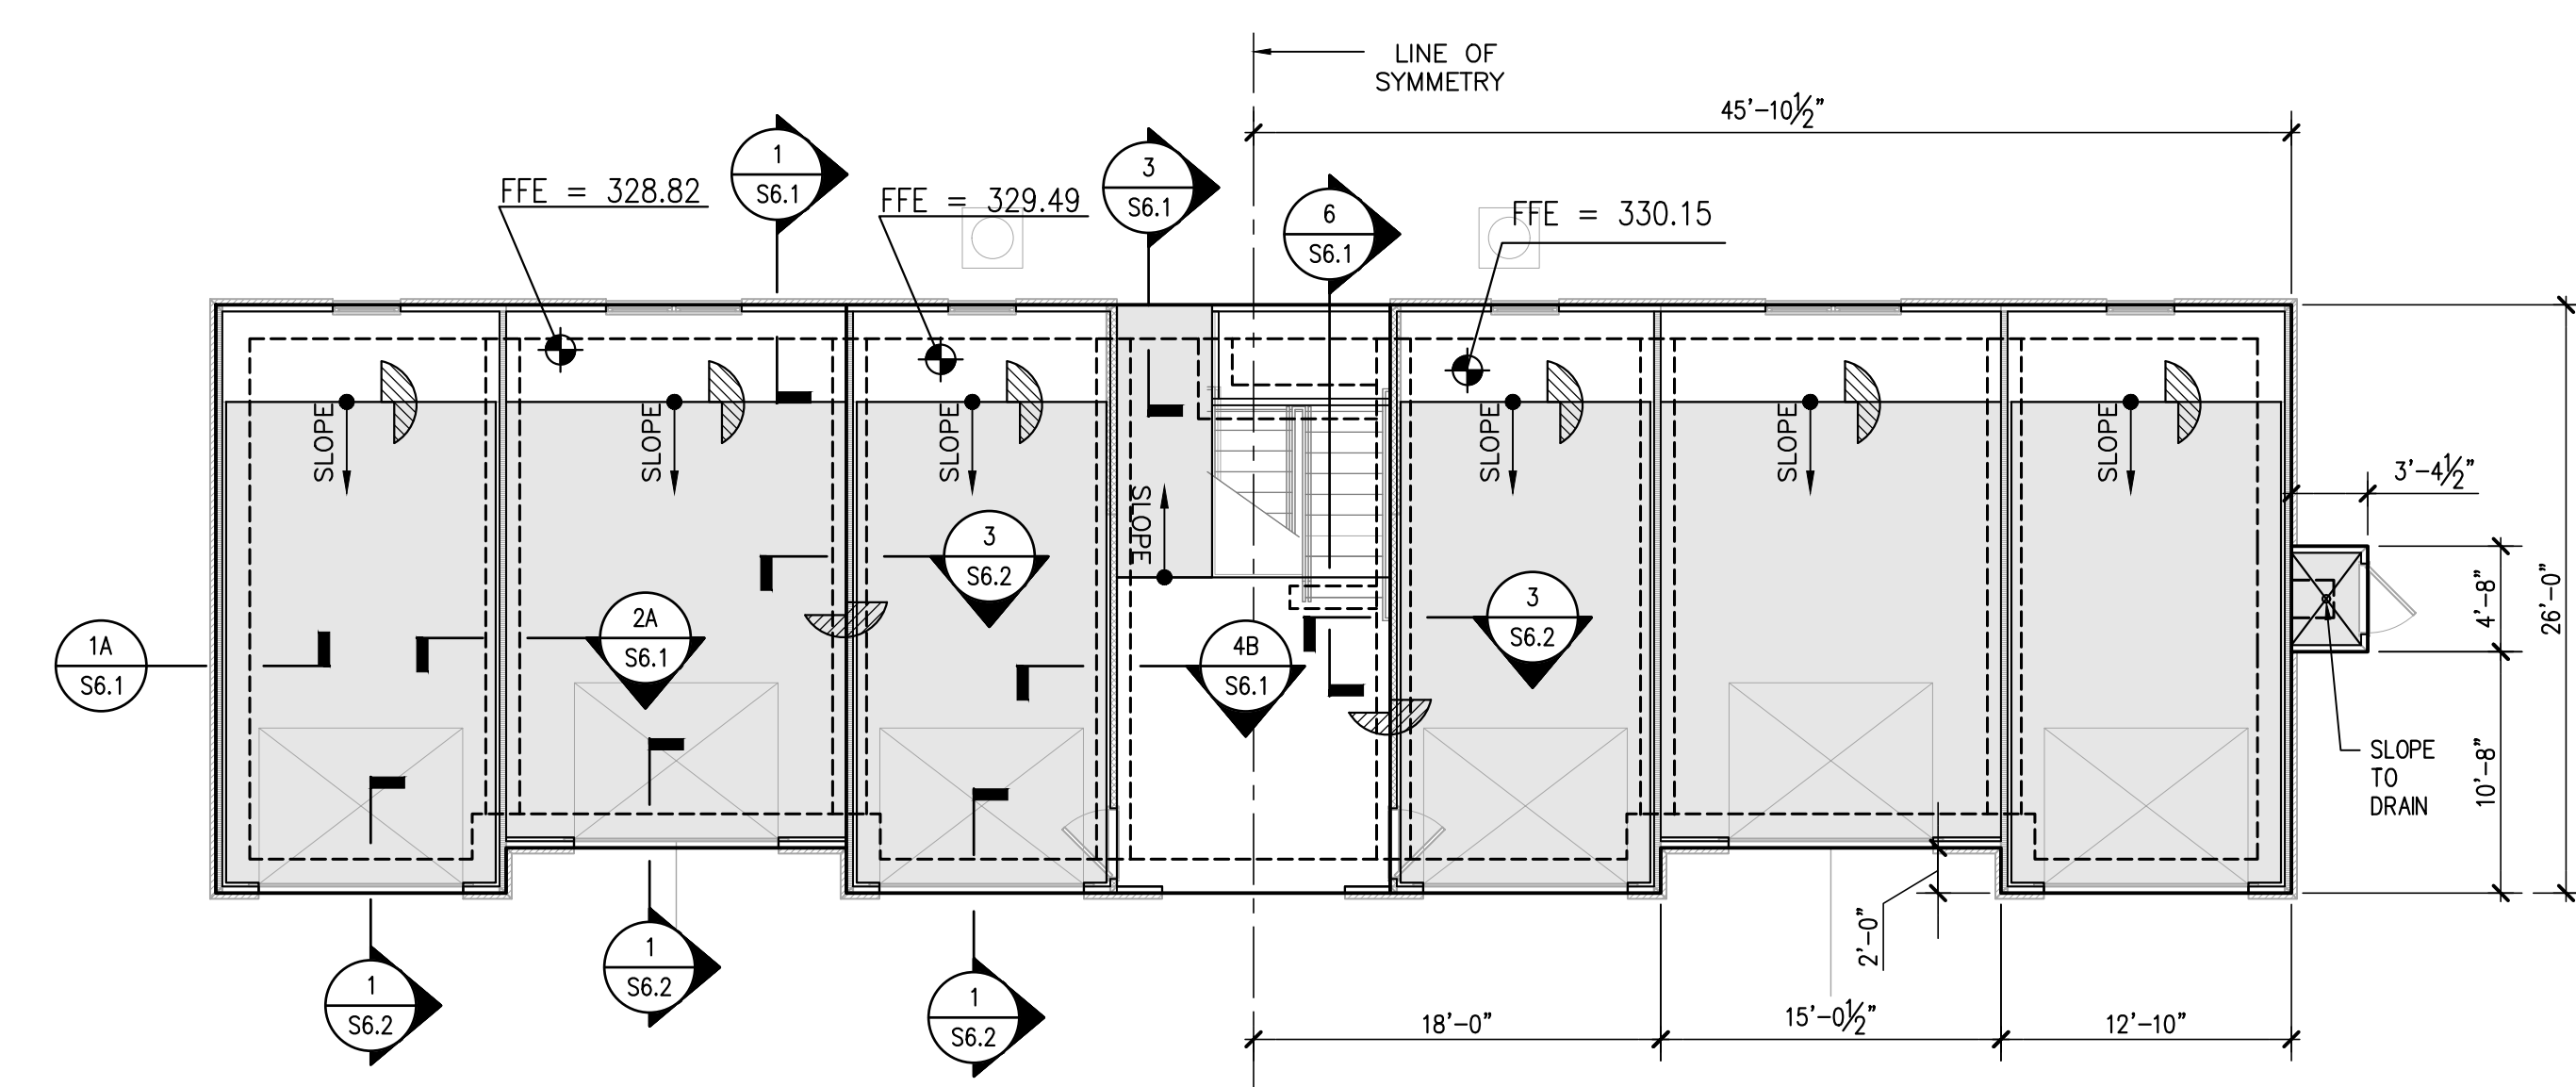 LINE OF
SYMMETRY
45'-10½"
1
S6.1
3
S6.1
FFE = 328.82
FFE = 329.49
6
S6.1
FFE = 330.15
SLOPE
SLOPE
SLOPE
SLOPE
SLOPE
SLOPE
SLOPE
3'-4½"
3
S6.2
4'-8"
26'-0"
1A
S6.1
2A
S6.1
4B
S6.1
3
S6.2
SLOPE
TO
DRAIN
10'-8"
2'-0"
1
S6.2
1
S6.2
1
S6.2
18'-0"
15'-0½"
12'-10"